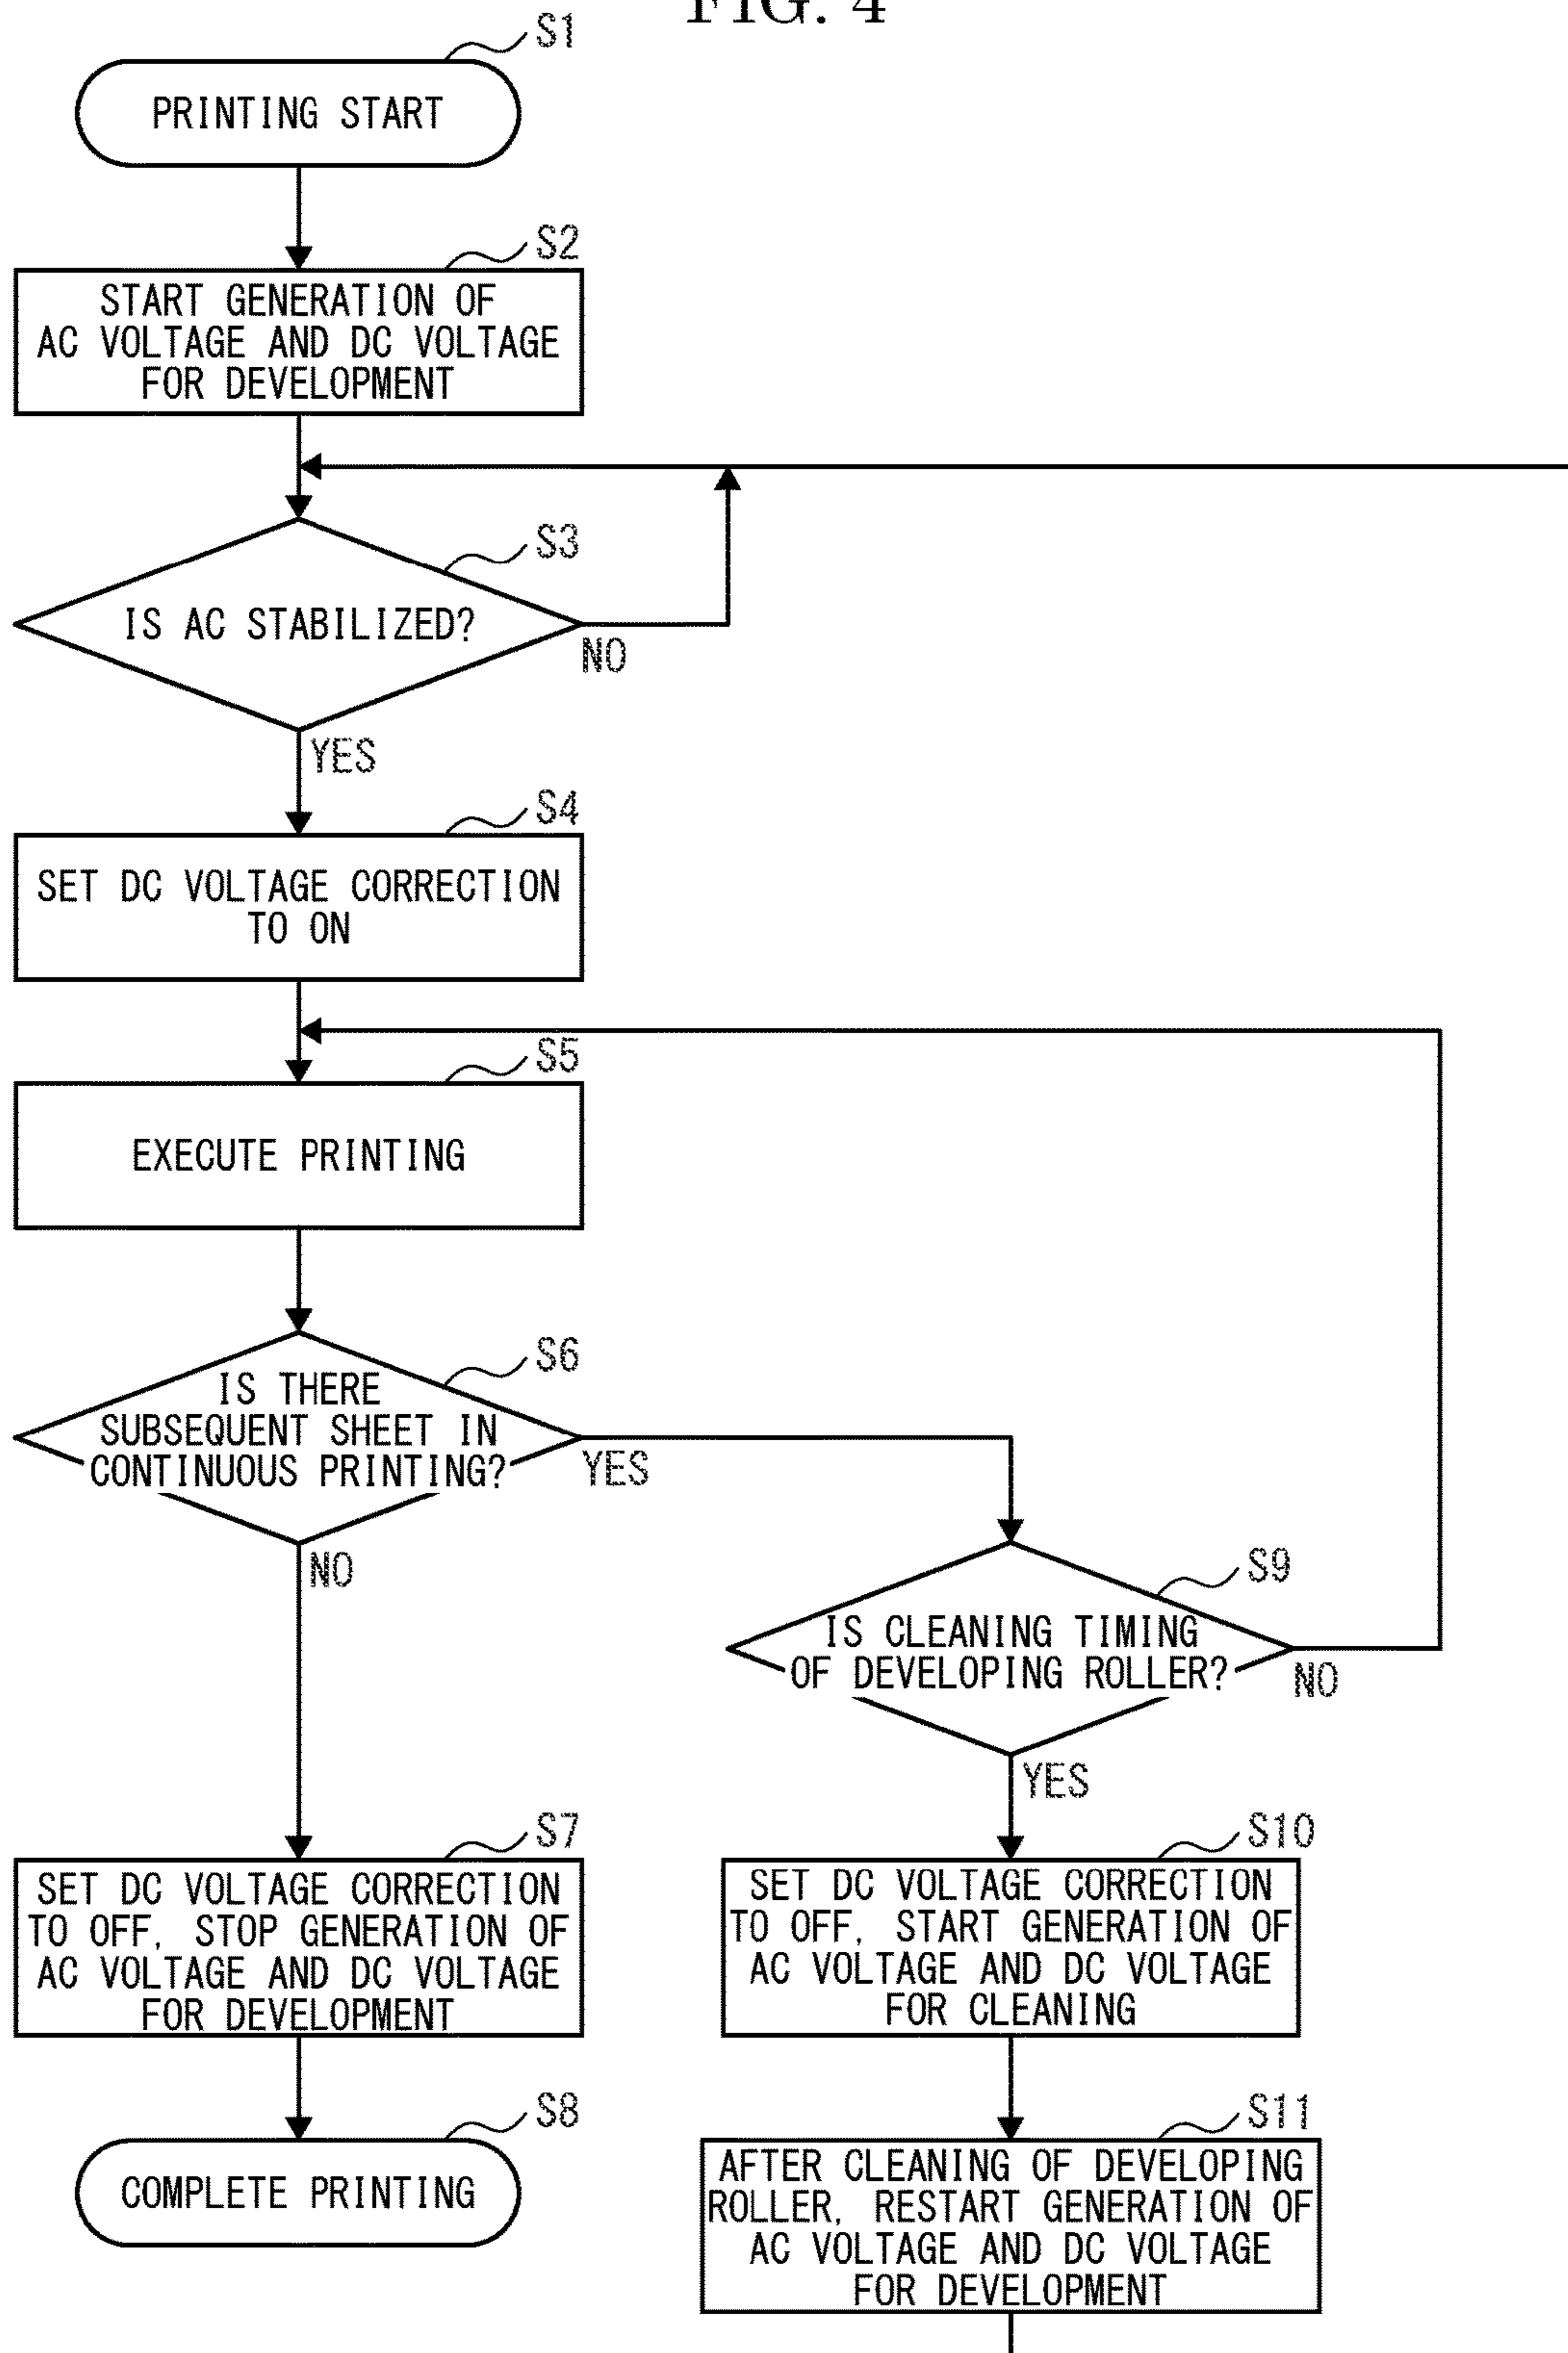 FIG. 4
S1
PRINTING START
S2
START GENERATION OF
AC VOLTAGE AND DC VOLTAGE
FOR DEVELOPMENT
S3
IS AC STABILIZED?
NO
YES
S4
SET DC VOLTAGE CORRECTION
TO ON
S5
EXECUTE PRINTING
S6
IS THERE
SUBSEQUENT SHEET IN
CONTINUOUS PRINTING?
YES
NO
S9
IS CLEANING TIMING
OF DEVELOPING ROLLER?
NO
YES
S7
SET DC VOLTAGE CORRECTION
TO OFF, STOP GENERATION OF
AC VOLTAGE AND DC VOLTAGE
FOR DEVELOPMENT
S10
SET DC VOLTAGE CORRECTION
TO OFF, START GENERATION OF
AC VOLTAGE AND DC VOLTAGE
FOR CLEANING
S8
COMPLETE PRINTING
S11
AFTER CLEANING OF DEVELOPING
ROLLER, RESTART GENERATION OF
AC VOLTAGE AND DC VOLTAGE
FOR DEVELOPMENT